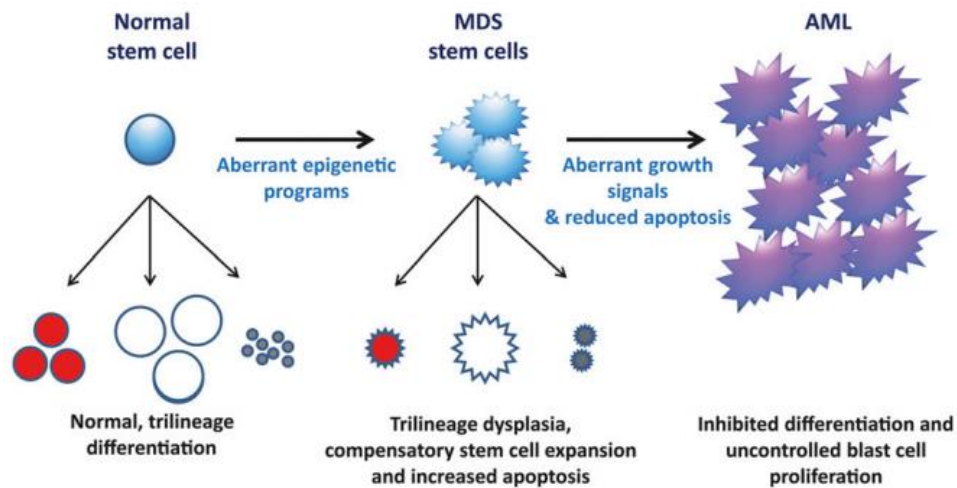 Normal
stem cell
MDS
stem cells
AML
Aberrant epigenetic
programs
Aberrant growth
signals
& reduced apoptosis
Normal, trilineage
differentiation
Trilineage dysplasia,
compensatory stem cell expansion
and increased apoptosis
Inhibited differentiation and
uncontrolled blast cell
proliferation